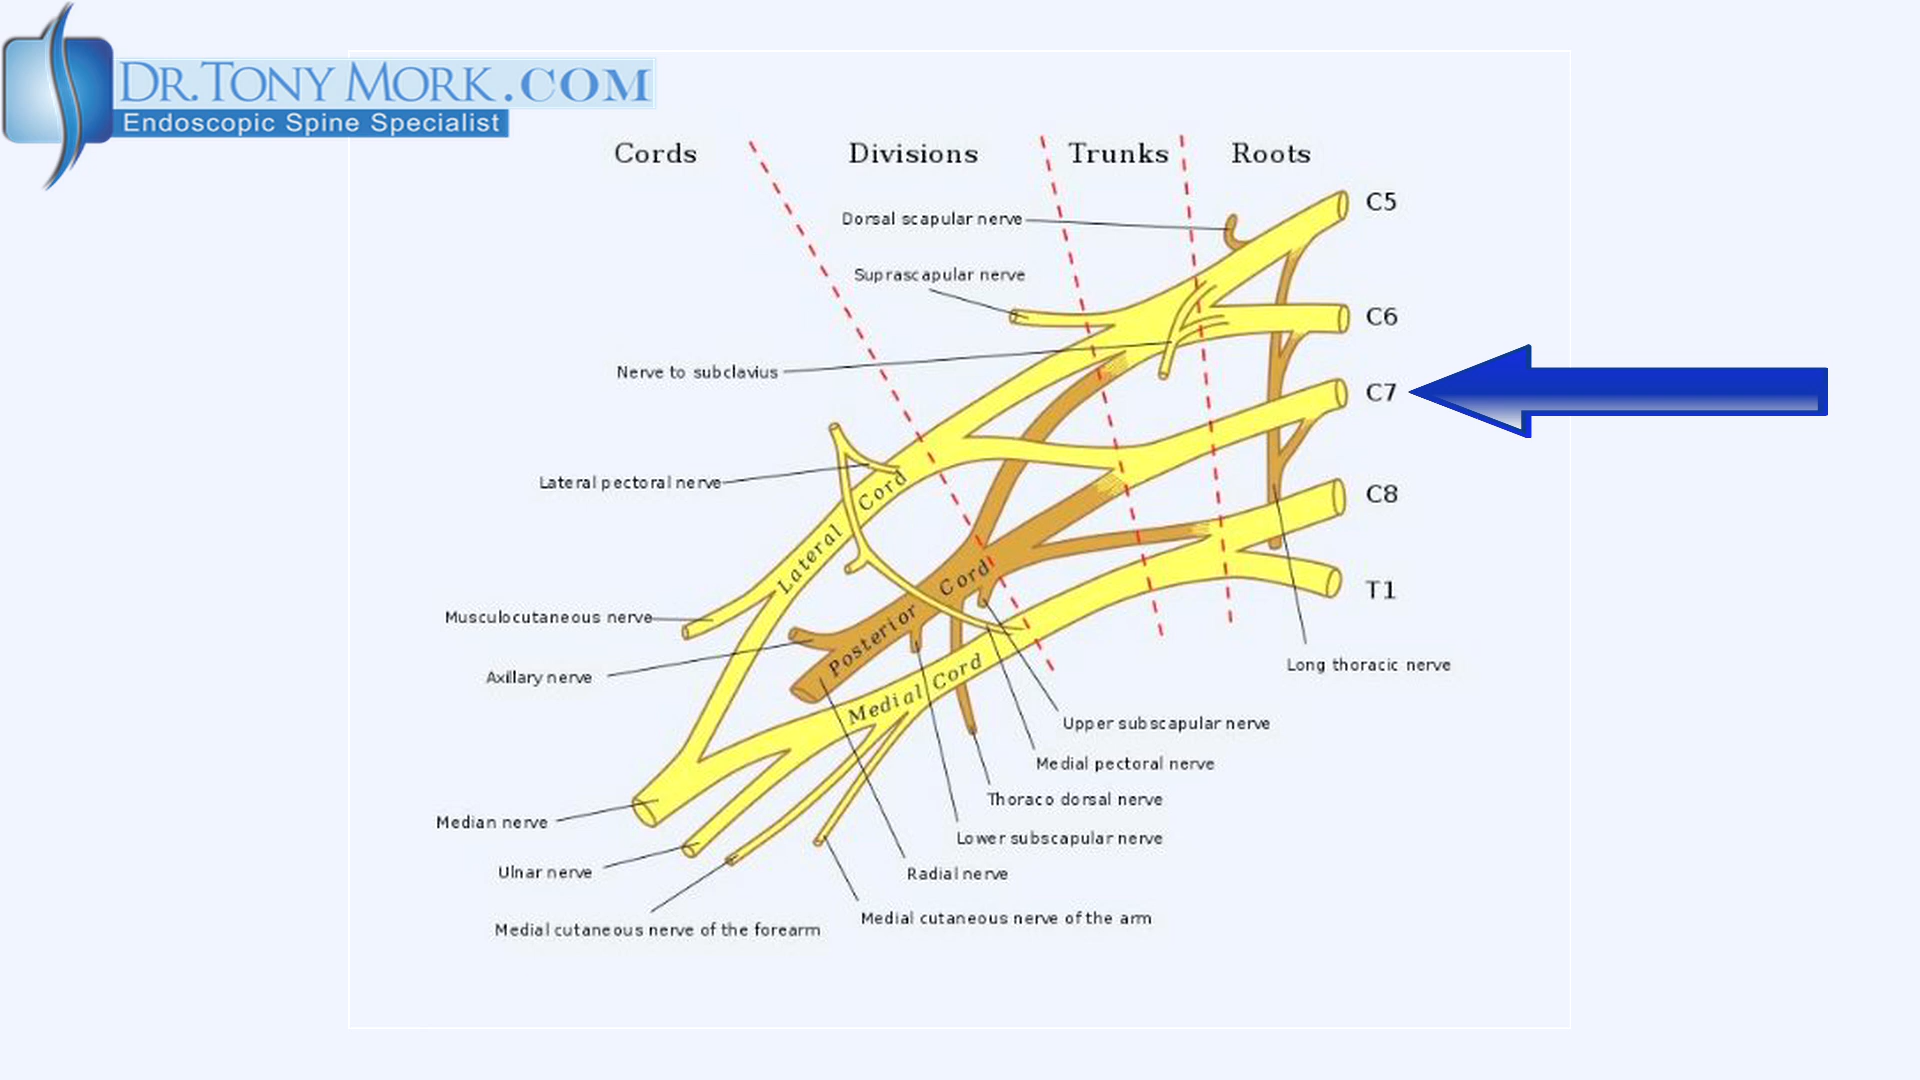 DR. TONY MORK.COM
Endoscopic Spine Specialist
Cords Divisions Trunks Roots
C5
Dorsal scapular nerve
Suprascapular nerve
C6
Nerve to subclavius
C7
Lateral pectoral nerve
C8
Lateral Cord
Posterior Cord
Medial Cord
T1
Musculocutaneous nerve
Axillary nerve
Long thoracic nerve
Upper subscapular nerve
Medial pectoral nerve
Thoraco dorsal nerve
Median nerve
Lower subscapular nerve
Ulnar nerve
Radial nerve
Medial cutaneous nerve of the arm
Medial cutaneous nerve of the forearm